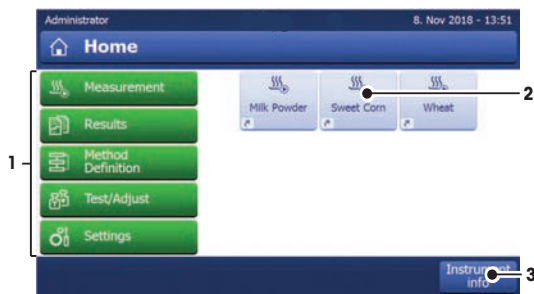 Administrator
8. Nov 2018 - 13:51
Home
Measurement
Results
Method
Definition
Test/Adjust
Settings
Milk Powder
Sweet Corn
Wheat
Instrument
info
1
2
3